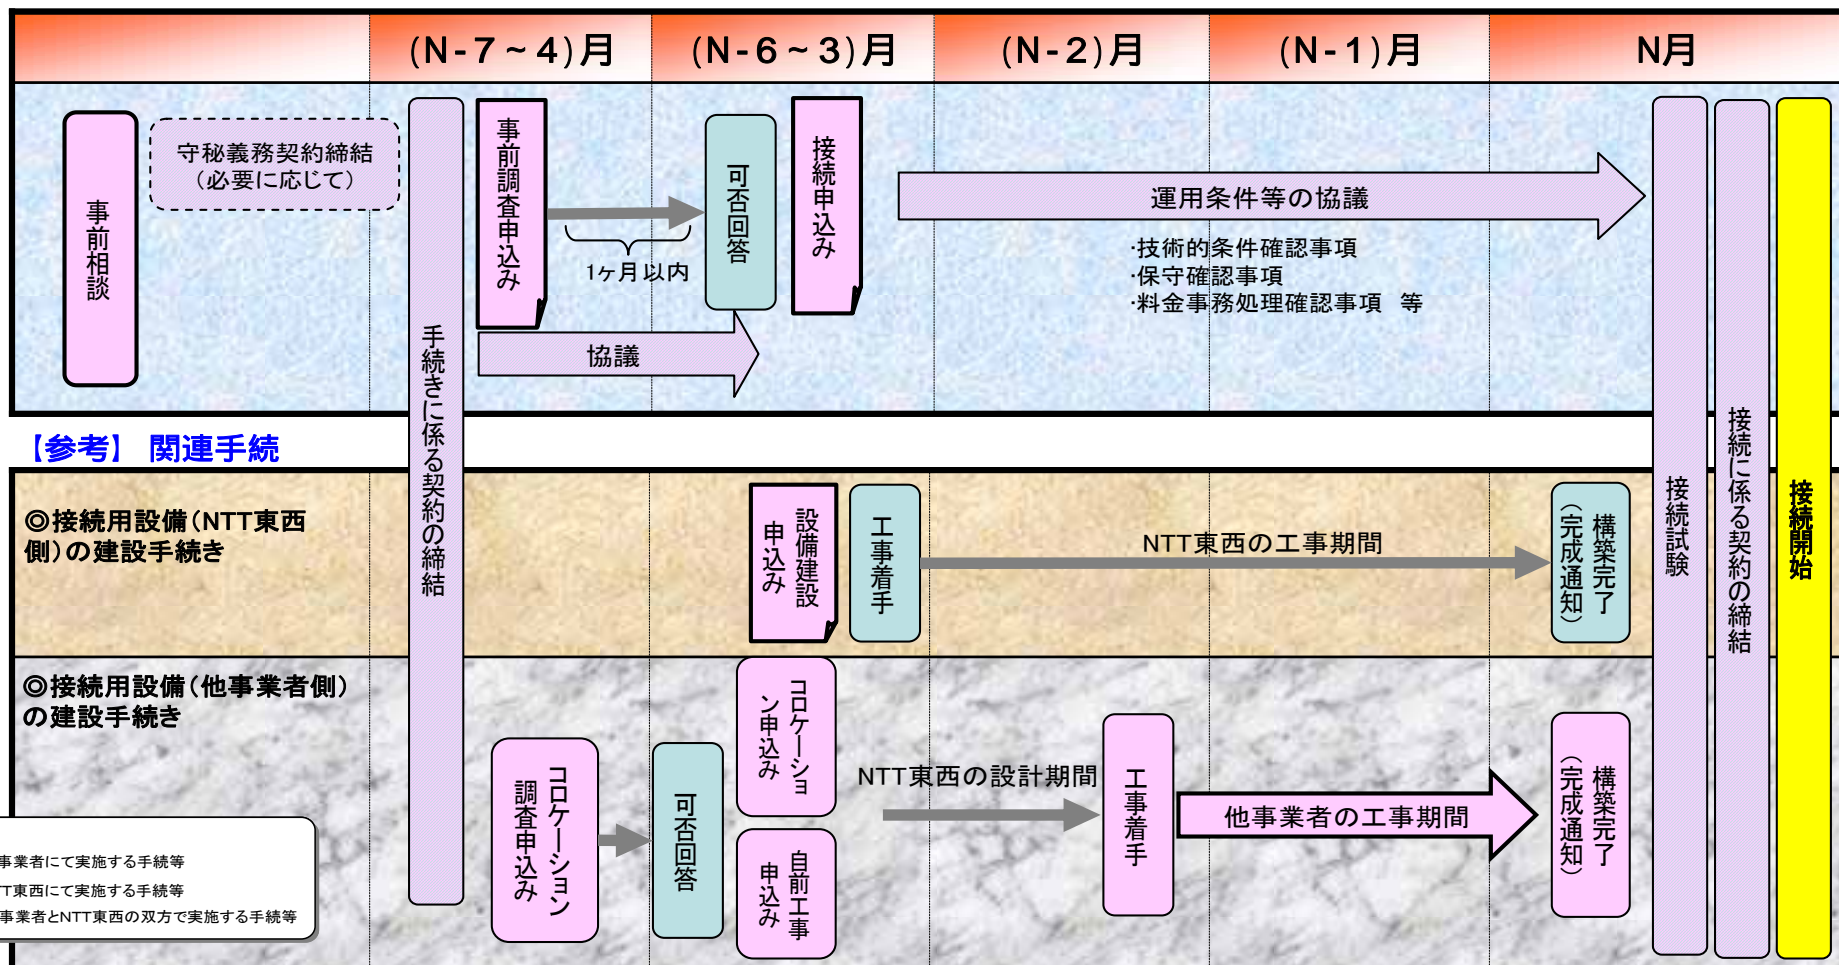 (N-7~4)月
(N-6~3)月
(N-2)月
(N-1)月
N月
事前相談
守秘義務契約締結
(必要に応じて)
手続きに係る契約の締結
事前調査申込み
1ヶ月以内
可否回答
接続申込み
協議
運用条件等の協議
・技術的条件確認事項
・保守確認事項
・料金事務処理確認事項 等
接続試験
接続に係る契約の締結
接続開始
【参考】 関連手続
◎接続用設備(NTT東西
側)の建設手続き
設備建設
申込み
工事着手
NTT東西の工事期間
構築完了
(完成通知)
◎接続用設備(他事業者側)
の建設手続き
コロケーション
調査申込み
可否回答
コロケーショ
ン申込み
自前工事
申込み
NTT東西の設計期間
工事着手
他事業者の工事期間
構築完了
(完成通知)
事業者にて実施する手続等
T東西にて実施する手続等
事業者とNTT東西の双方で実施する手続等